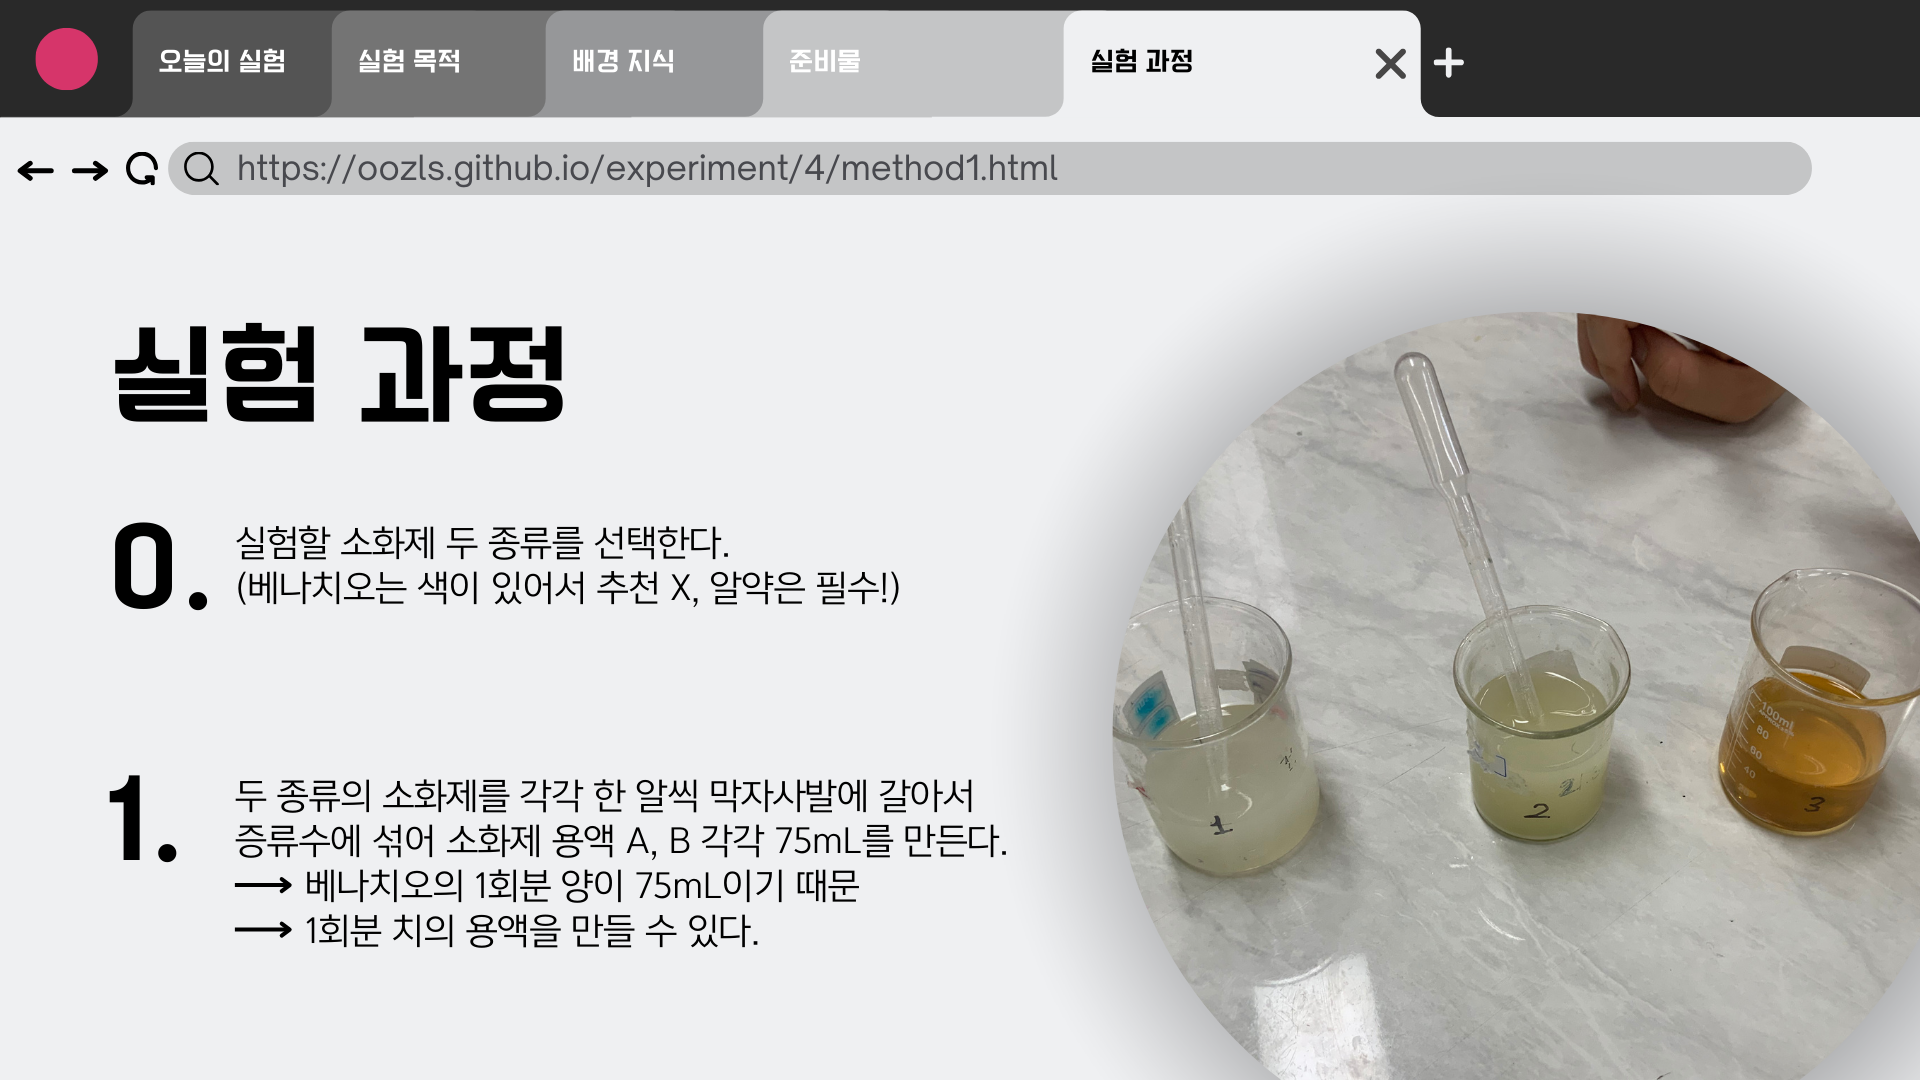 오늘의 실험
실험 목적
배경 지식
준비물
실험 과정
https://oozls.github.io/experiment/4/method1.html
실험 과정
0.
실험할 소화제 두 종류를 선택한다.
(베나치오는 색이 있어서 추천 X, 알약은 필수!)
1.
두 종류의 소화제를 각각 한 알씩 막자사발에 갈아서
증류수에 섞어 소화제 용액 A, B 각각 75mL를 만든다.
→ 베나치오의 1회분 양이 75mL이기 때문
→ 1회분 치의 용액을 만들 수 있다.
1
2
100ml
80
60
40
3